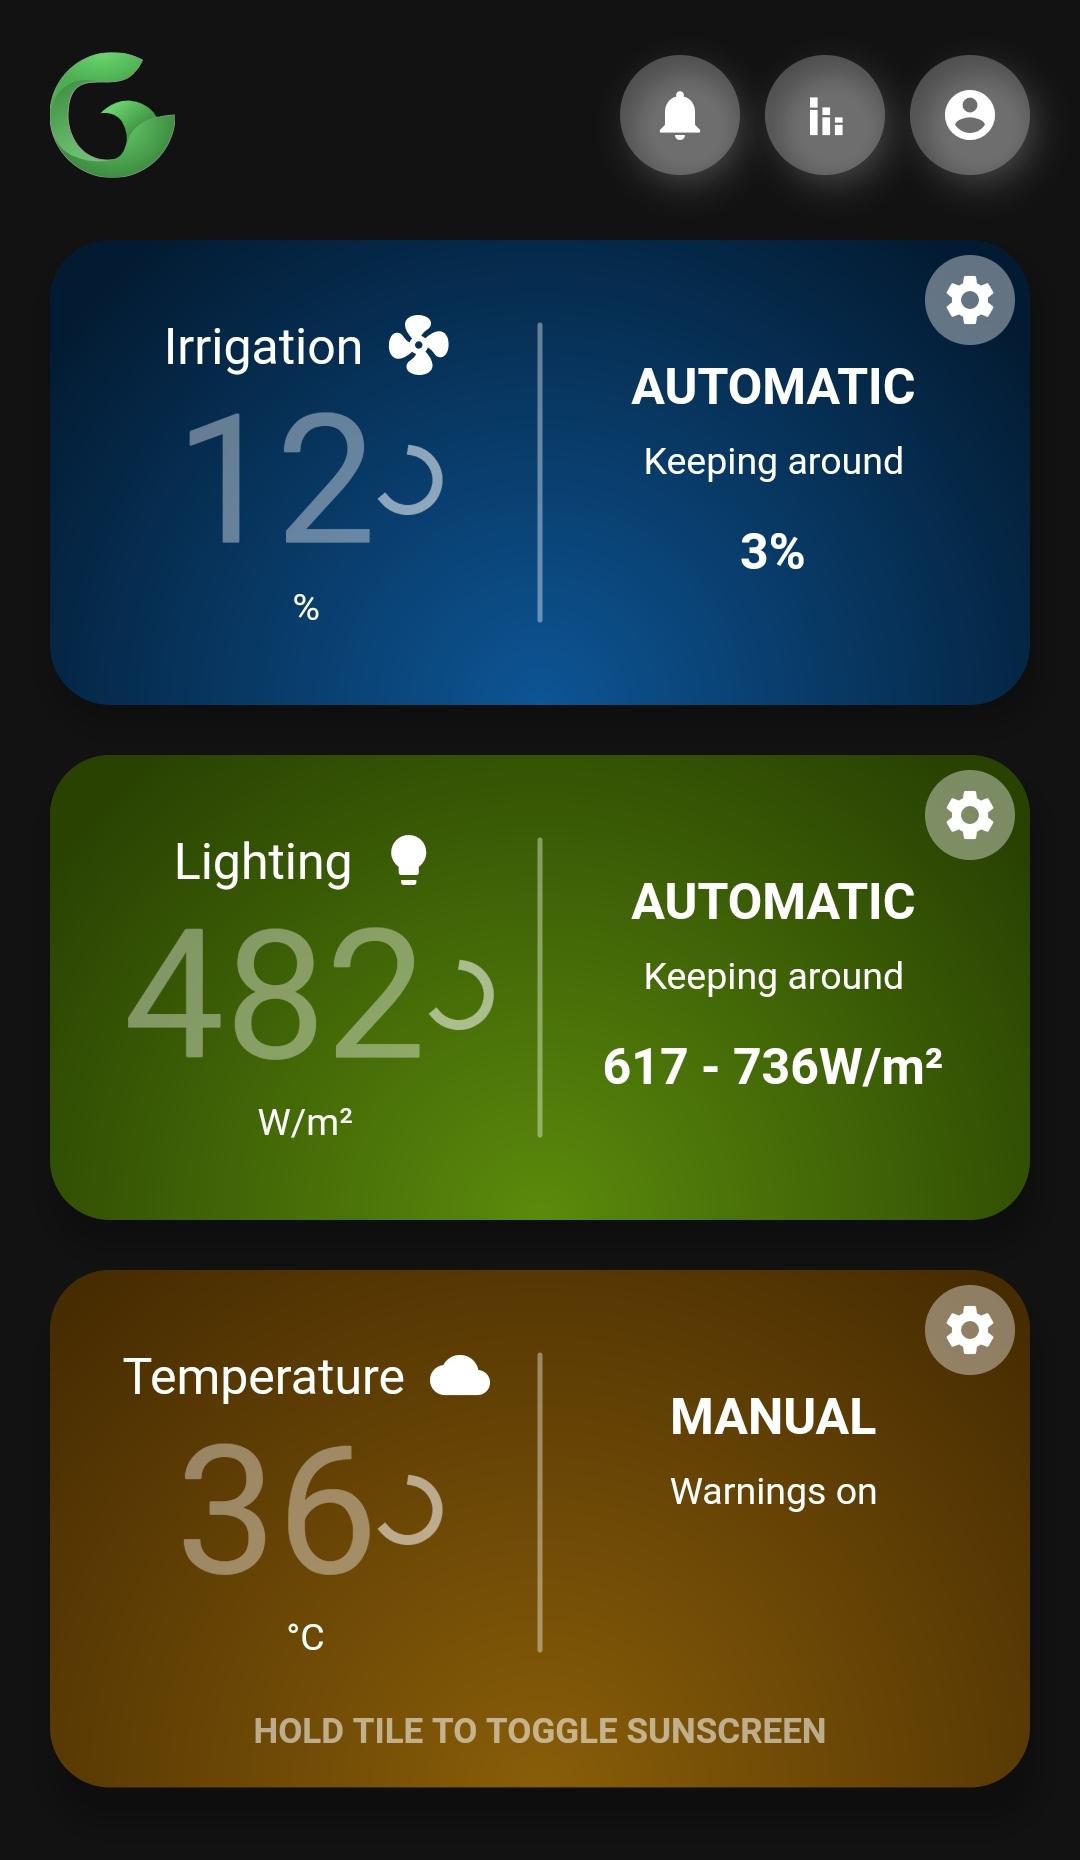 Irrigation
12
%
AUTOMATIC
Keeping around
3%
Lighting
482
W/m²
AUTOMATIC
Keeping around
617 - 736W/m²
Temperature
36
°C
MANUAL
Warnings on
HOLD TILE TO TOGGLE SUNSCREEN